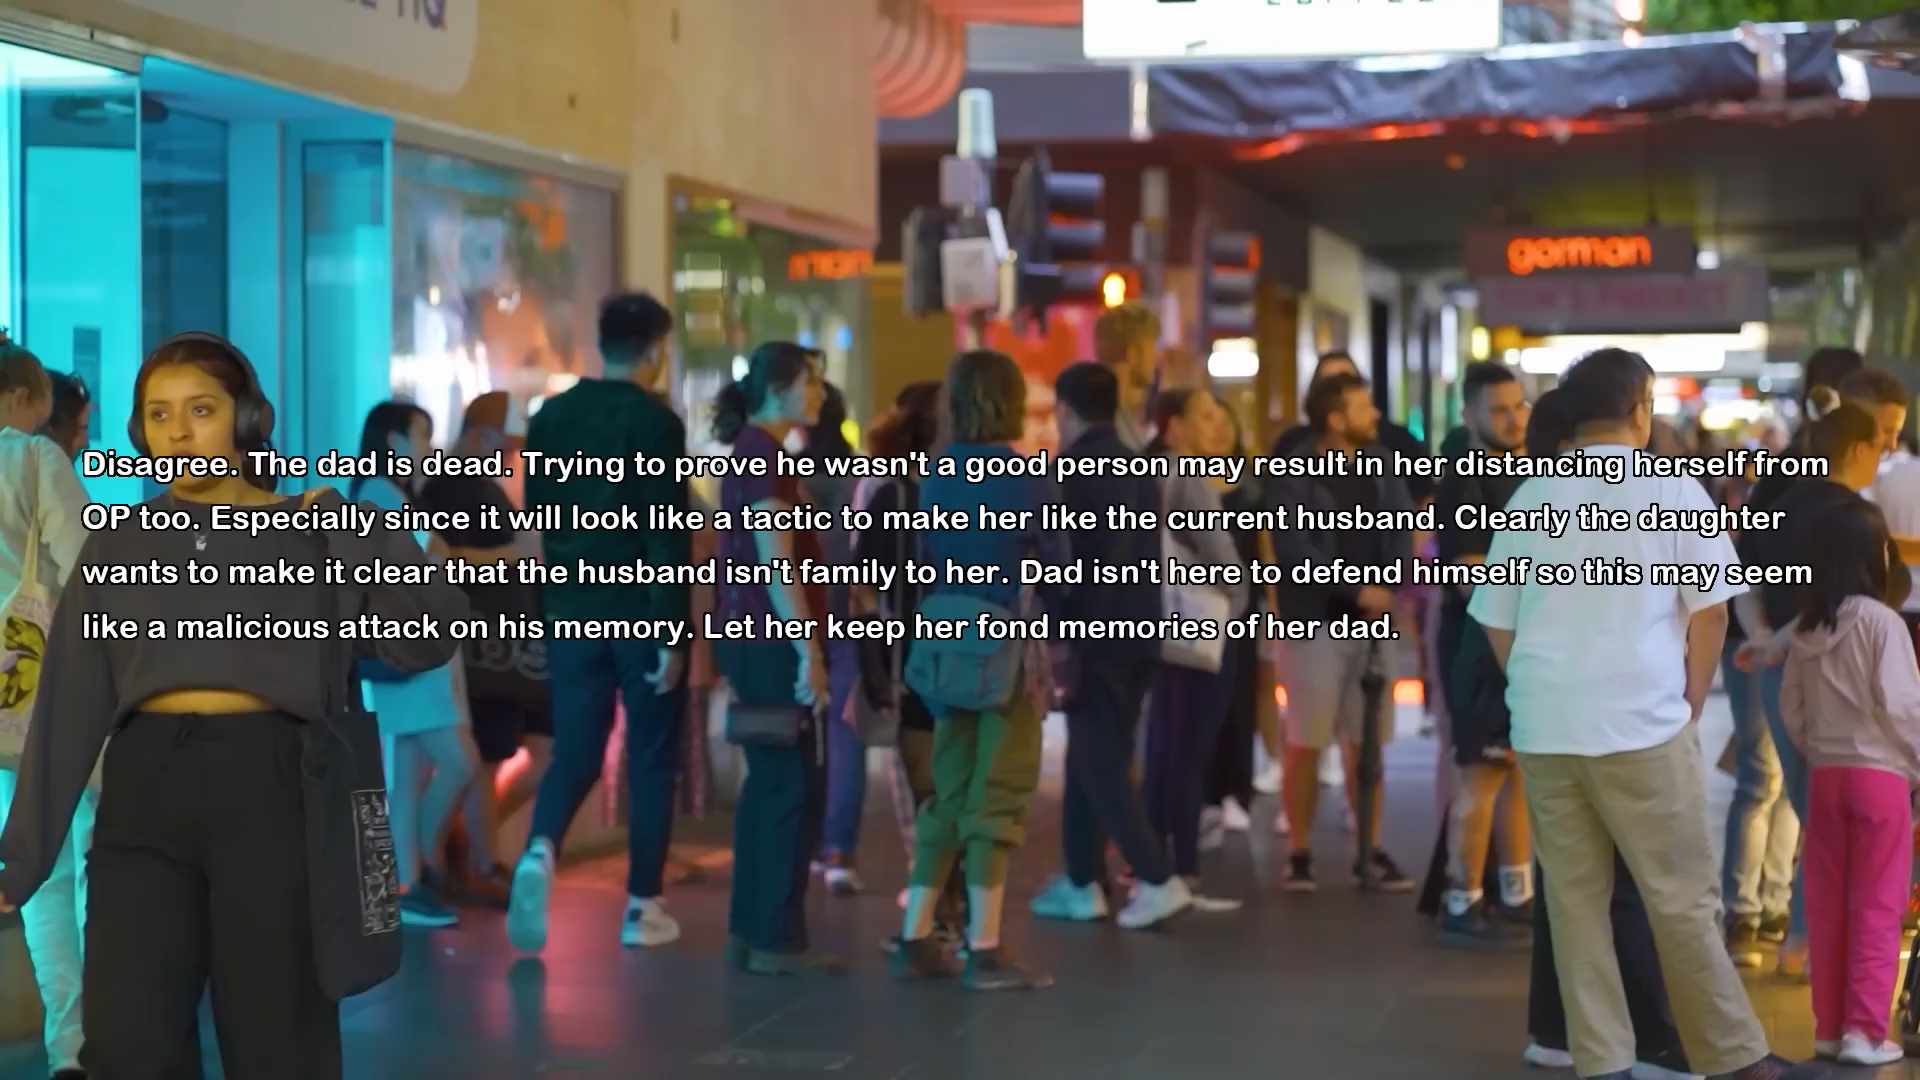 gorman
Disagree. The dad is dead. Trying to prove he wasn't a good person may result in her distancing herself from
OP too. Especially since it will look like a tactic to make her like the current husband. Clearly the daughter
wants to make it clear that the husband isn't family to her. Dad isn't here to defend himself so this may seem
like a malicious attack on his memory. Let her keep her fond memories of her dad.